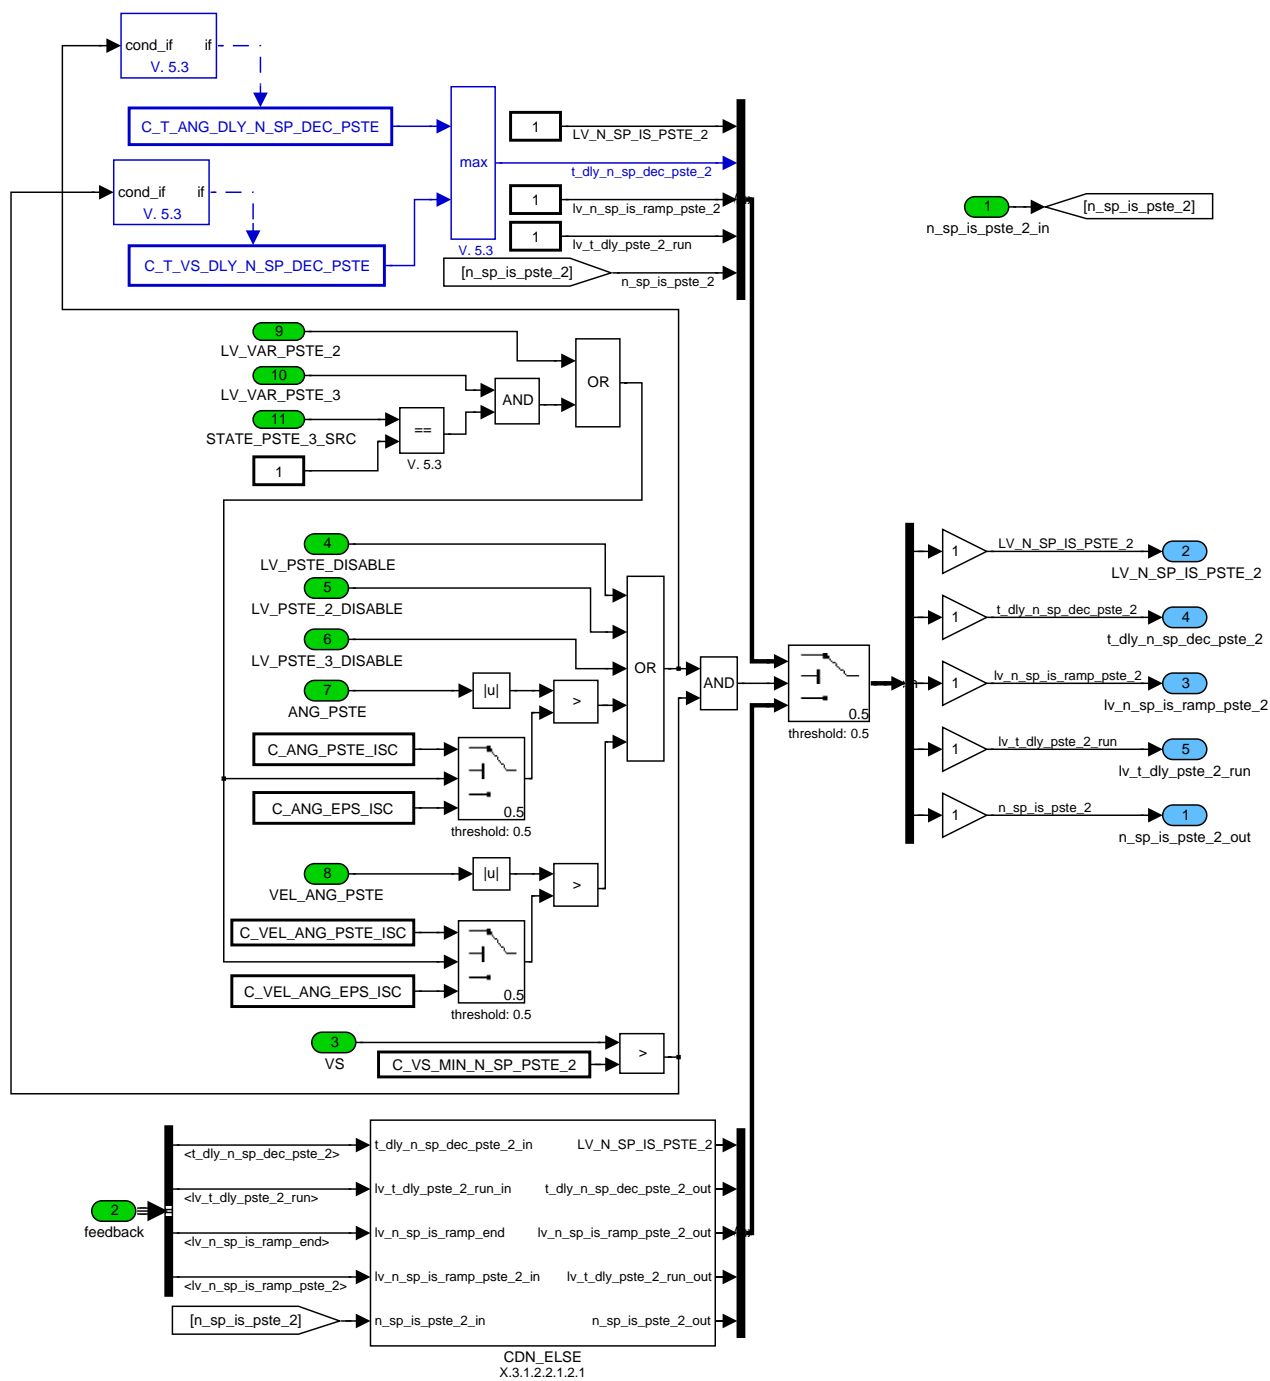 cond_if if
V. 5.3
C_T_ANG_DLY_N_SP_DEC_PSTE
cond_if if
V. 5.3
C_T_VS_DLY_N_SP_DEC_PSTE
max
V. 5.3
1
LV_N_SP_IS_PSTE_2
t_dly_n_sp_dec_pste_2
1
lv_n_sp_is_ramp_pste_2
1
lv_t_dly_pste_2_run
[n_sp_is_pste_2]
n_sp_is_pste_2
1
n_sp_is_pste_2_in
[n_sp_is_pste_2]
9
LV_VAR_PSTE_2
10
LV_VAR_PSTE_3
11
STATE_PSTE_3_SRC
1
==
V. 5.3
AND
OR
4
LV_PSTE_DISABLE
5
LV_PSTE_2_DISABLE
6
LV_PSTE_3_DISABLE
7
ANG_PSTE
|u|
>
C_ANG_PSTE_ISC
C_ANG_EPS_ISC
0.5
threshold: 0.5
8
VEL_ANG_PSTE
|u|
>
C_VEL_ANG_PSTE_ISC
C_VEL_ANG_EPS_ISC
0.5
threshold: 0.5
OR
AND
3
VS
C_VS_MIN_N_SP_PSTE_2
>
0.5
threshold: 0.5
1
LV_N_SP_IS_PSTE_2
2
LV_N_SP_IS_PSTE_2
1
t_dly_n_sp_dec_pste_2
4
t_dly_n_sp_dec_pste_2
1
lv_n_sp_is_ramp_pste_2
3
lv_n_sp_is_ramp_pste_2
1
lv_t_dly_pste_2_run
5
lv_t_dly_pste_2_run
1
n_sp_is_pste_2
1
n_sp_is_pste_2_out
2
feedback
<t_dly_n_sp_dec_pste_2>
<lv_t_dly_pste_2_run>
<lv_n_sp_is_ramp_end>
<lv_n_sp_is_ramp_pste_2>
[n_sp_is_pste_2]
t_dly_n_sp_dec_pste_2_in LV_N_SP_IS_PSTE_2
lv_t_dly_pste_2_run_in t_dly_n_sp_dec_pste_2_out
lv_n_sp_is_ramp_end lv_n_sp_is_ramp_pste_2_out
lv_n_sp_is_ramp_pste_2_in lv_t_dly_pste_2_run_out
n_sp_is_pste_2_in n_sp_is_pste_2_out
CDN_ELSE
X.3.1.2.2.1.2.1